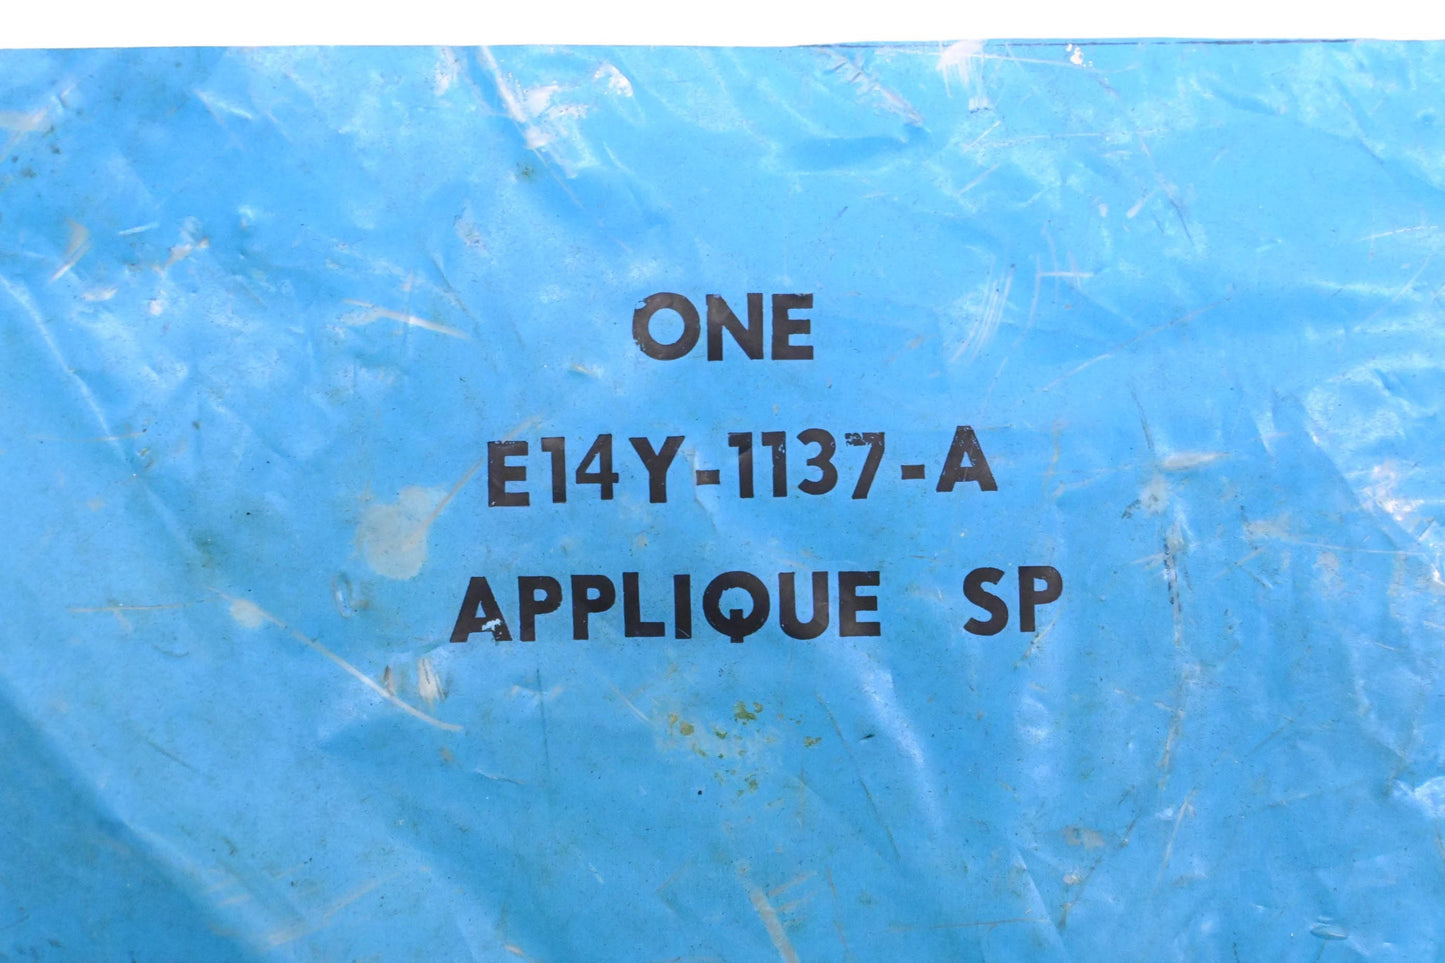 ONE
E14Y-1137-A
APPLIQUE SP